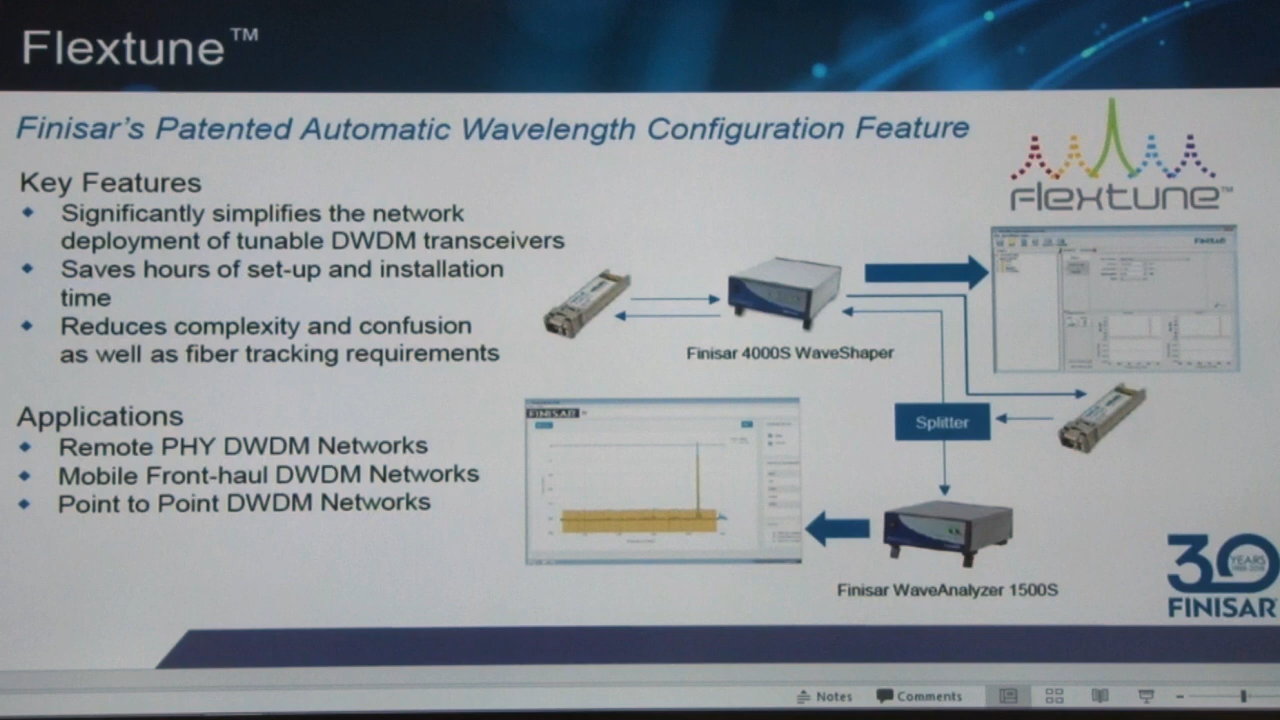 Flextune™
Finisar's Patented Automatic Wavelength Configuration Feature
Key Features
Significantly simplifies the network
deployment of tunable DWDM transceivers
Saves hours of set-up and installation
time
Reduces complexity and confusion
as well as fiber tracking requirements
Applications
Remote PHY DWDM Networks
Mobile Front-haul DWDM Networks
Point to Point DWDM Networks
flextune™
Finisar
Finisar 4000S WaveShaper
Splitter
FINISAR
Finisar WaveAnalyzer 1500S
30
YEARS
FINISAR
Notes
Comments